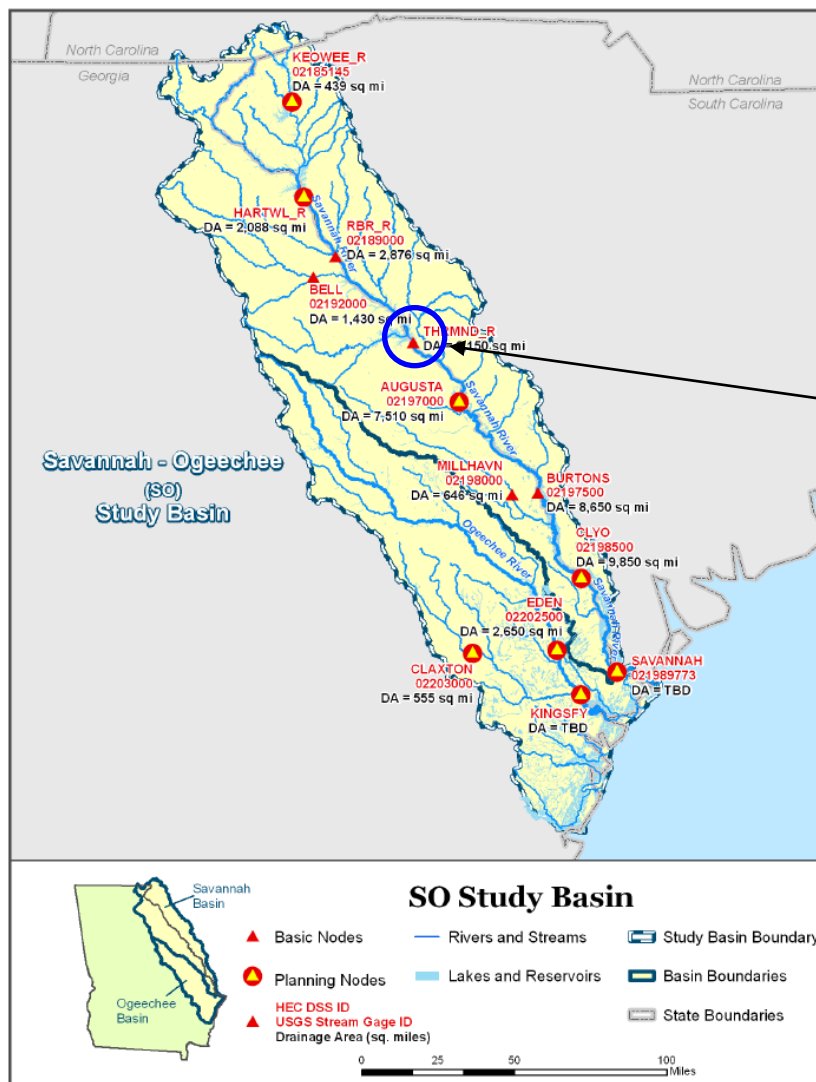 North Carolina
Georgia
North Carolina
South Carolina
KEOWEE_R
02185145
DA = 439 sq mi
HARTWL_R
DA = 2,088 sq mi
Savannah River
RBR_R
02189000
DA = 2,876 sq mi
BELL
02192000
DA = 1,430 sq mi
THRMND_R
DA = 6,150 sq mi
AUGUSTA
02197000
DA = 7,510 sq mi
Savannah River
Savannah - Ogeechee
(SO)
Study Basin
MILLHAVN
02198000
DA = 646 sq mi
BURTONS
02197500
DA = 8,650 sq mi
Ogeechee River
CLYO
02198500
DA = 9,850 sq mi
Savannah River
EDEN
02202500
DA = 2,650 sq mi
CLAXTON
02203000
DA = 555 sq mi
SAVANNAH
021989773
DA = TBD
KINGSFY
DA = TBD
Savannah
Basin
Ogeechee
Basin
SO Study Basin
Basic Nodes
Planning Nodes
HEC DSS ID
USGS Stream Gage ID
Drainage Area (sq. miles)
Rivers and Streams
Lakes and Reservoirs
Study Basin Boundary
Basin Boundaries
State Boundaries
0 25 50 100
Miles